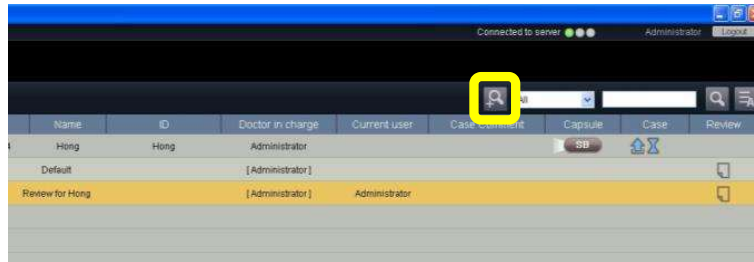 Connected to server Administrator Logout
All
Name ID Doctor in charge Current user Case Comment Capsule Case Review
4 Hong Hong Administrator SB
Default [Administrator]
Review for Hong [Administrator] Administrator